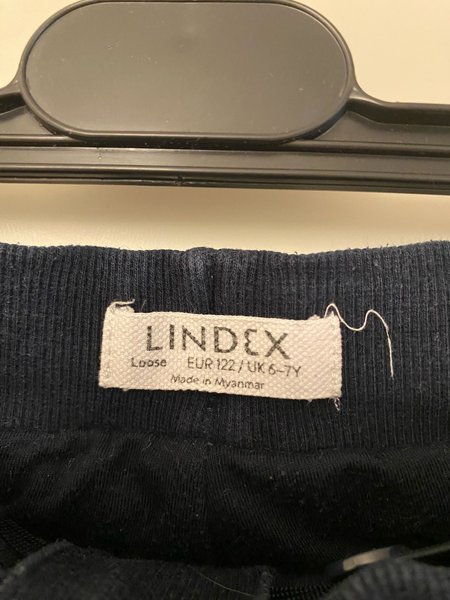 LINDEX
Loose EUR 122 / UK 6-7Y
Made in Myanmar